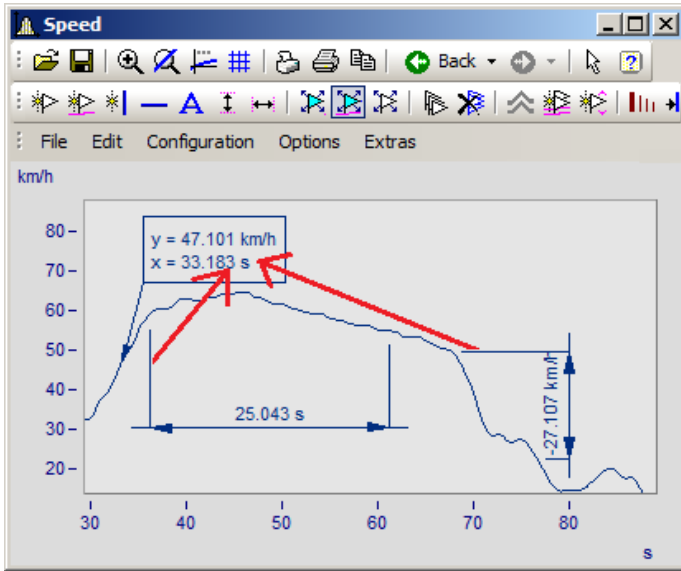 Speed
Back
File Edit Configuration Options Extras
km/h
y = 47.101 km/h
x = 33.183 s
80
70
60
50
40
30
20
25.043 s
-27.107 km/h
30 40 50 60 70 80
s